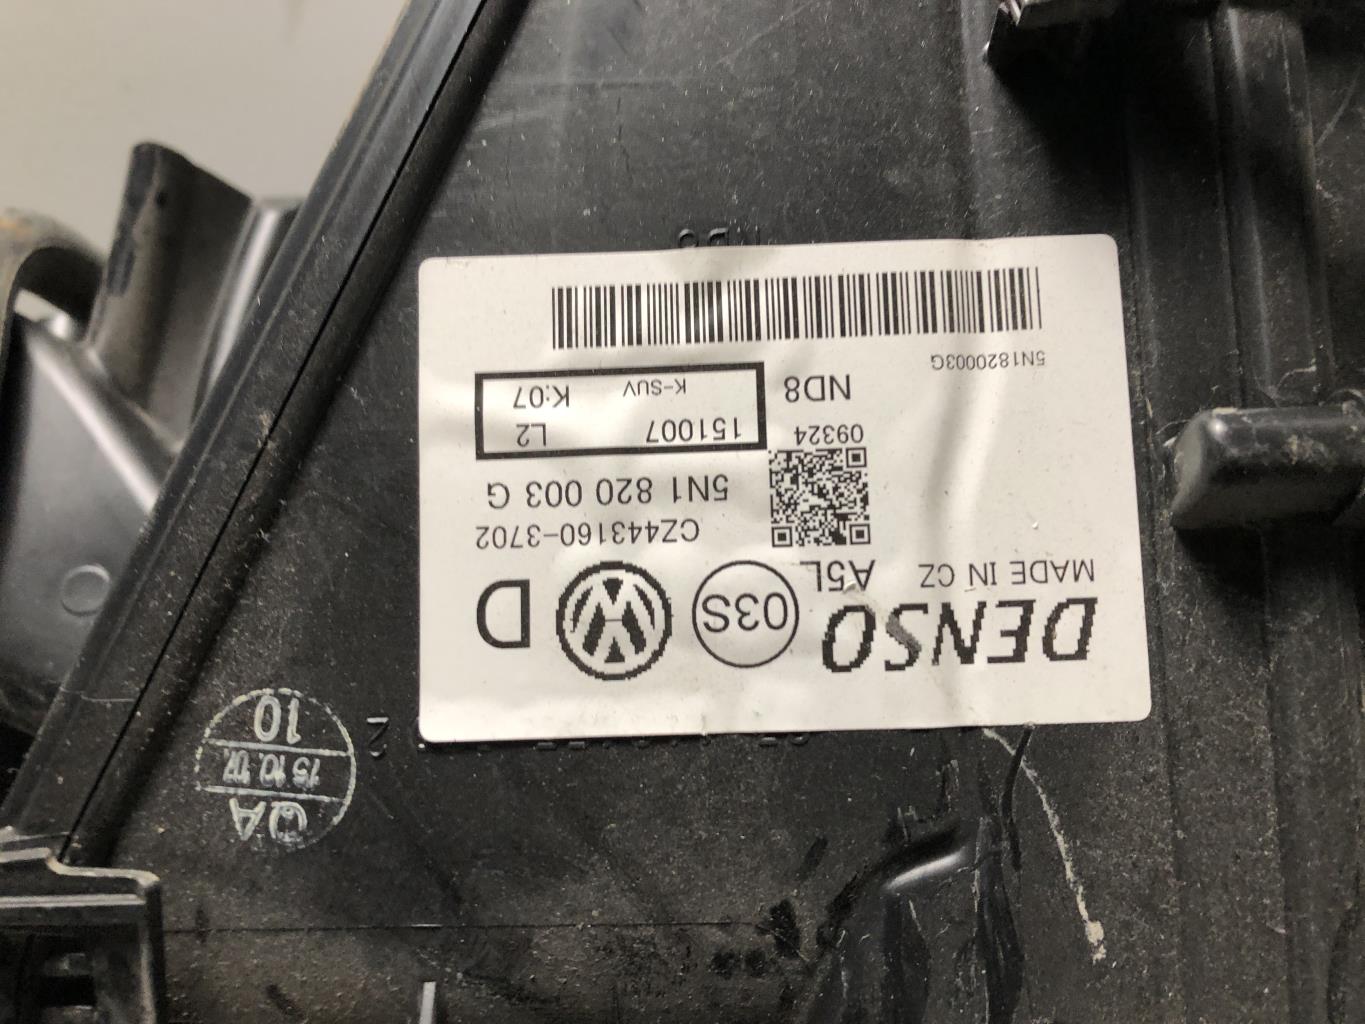 DENSO
03S
D
MADE IN CZ
A5L
CZ443160-3702
5N1 820 003 G
09324
151007 L2
K-SUV K:07
ND8
5N1820003G
QA
15.10.07
10
2